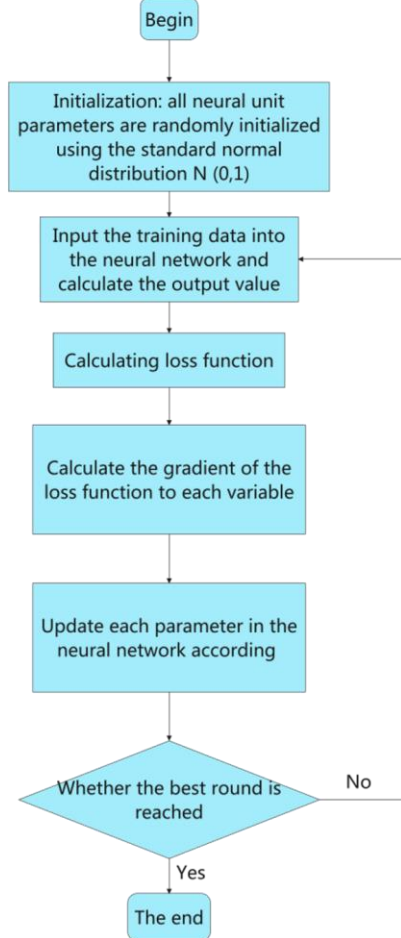 Begin
Initialization: all neural unit
parameters are randomly initialized
using the standard normal
distribution N (0,1)
Input the training data into
the neural network and
calculate the output value
Calculating loss function
Calculate the gradient of the
loss function to each variable
Update each parameter in the
neural network according
Whether the best round is
reached
No
Yes
The end